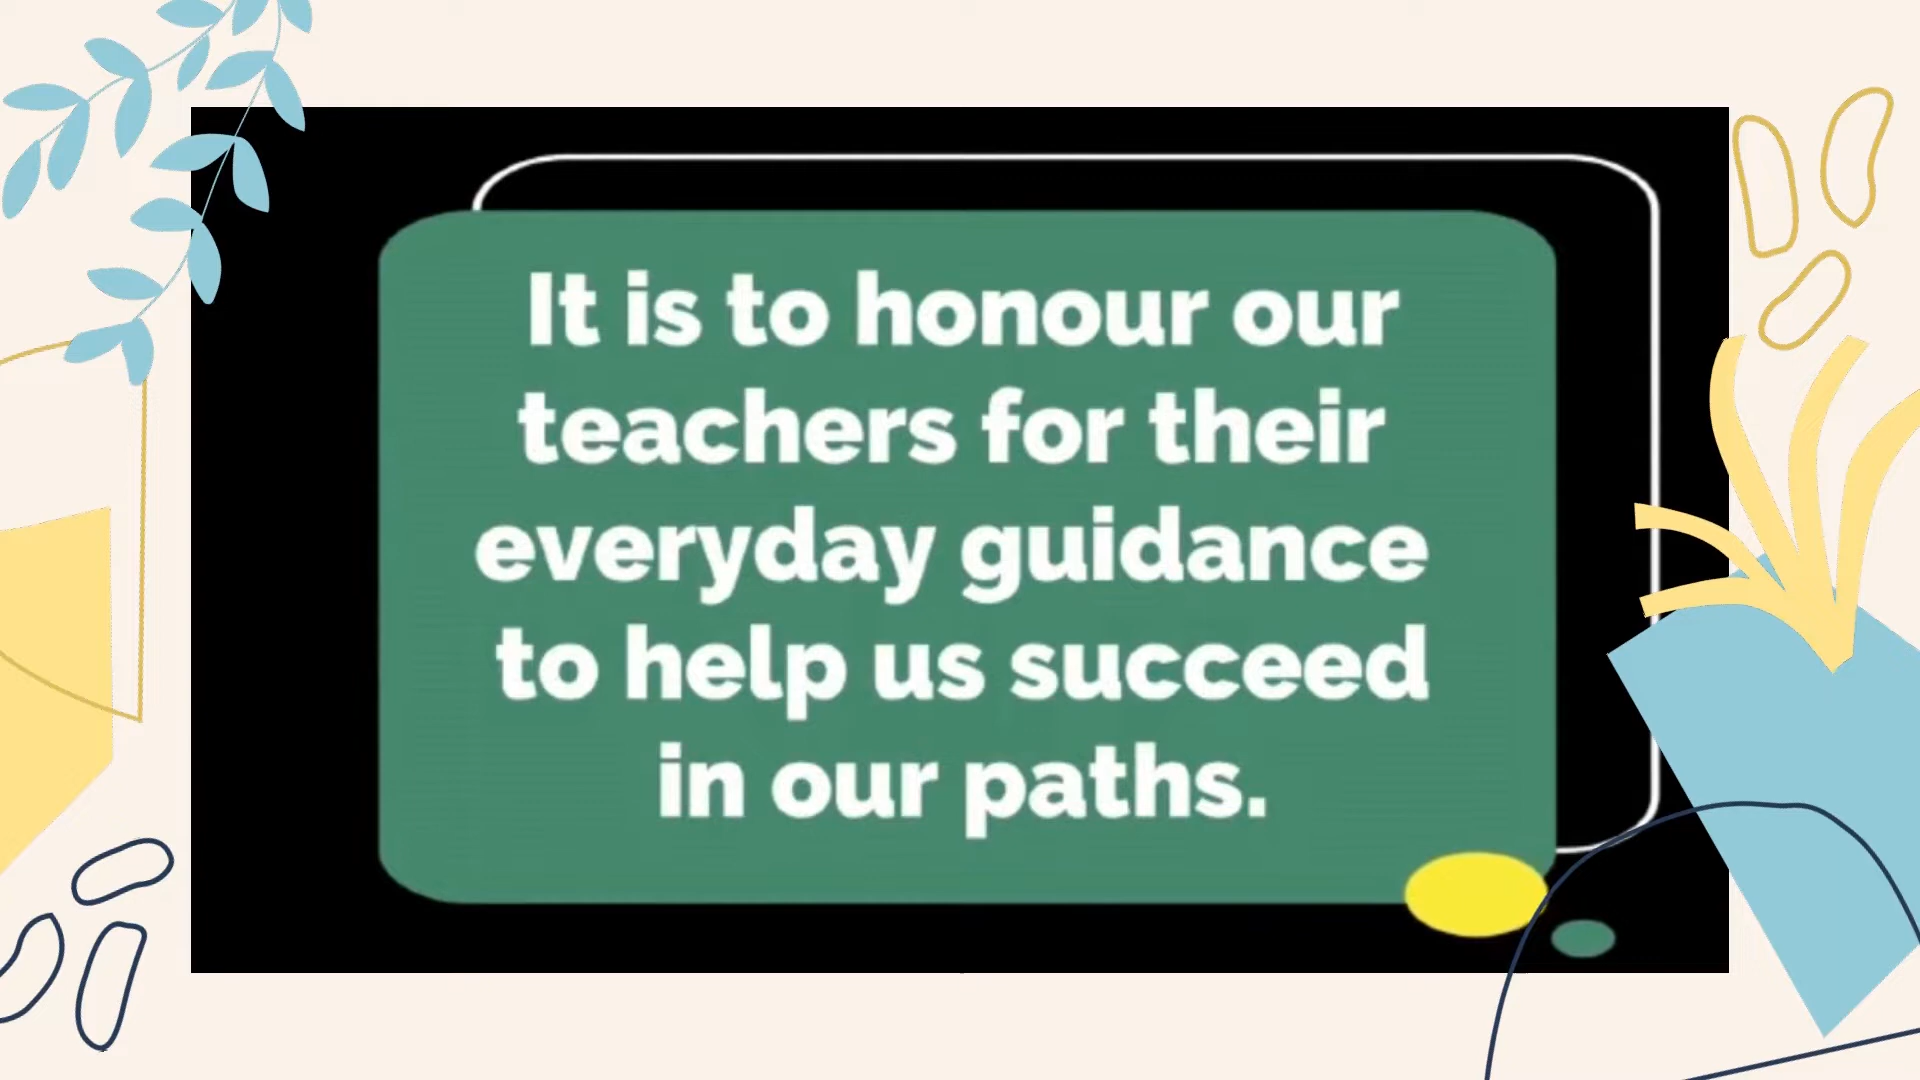 It is to honour our
teachers for their
everyday guidance
to help us succeed
in our paths.